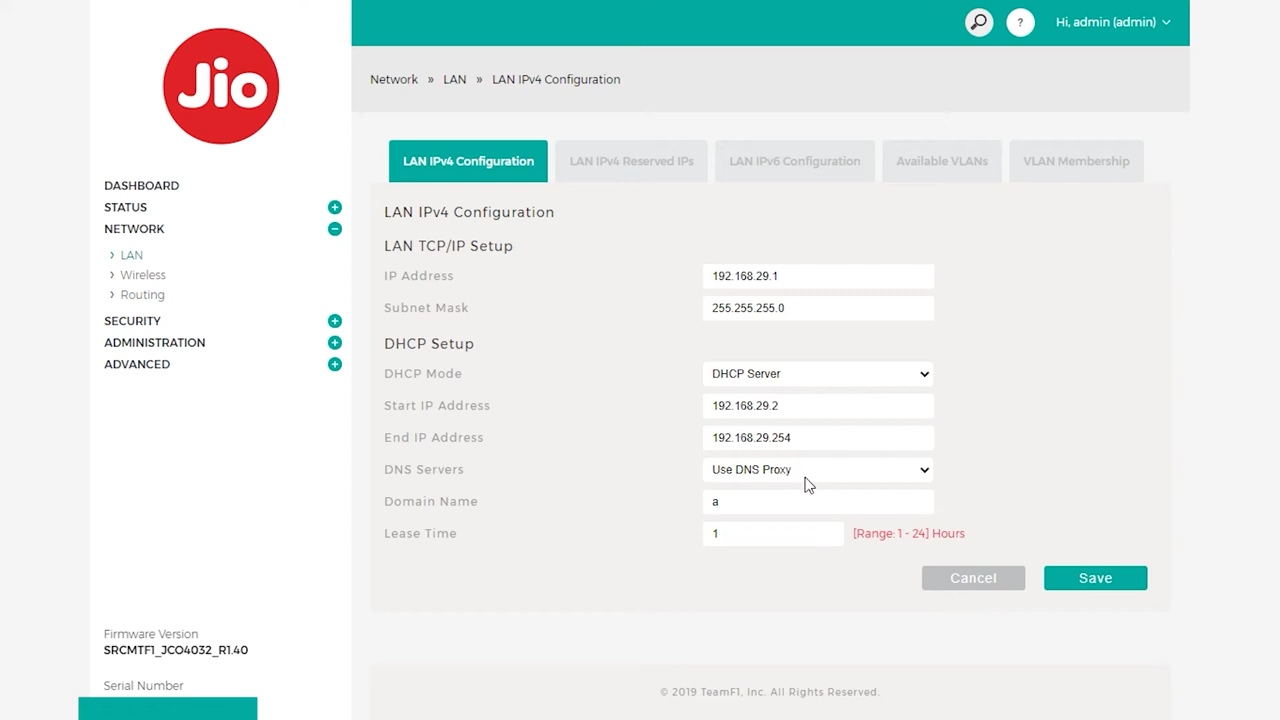 Jio
?
Hi, admin (admin)
Network » LAN » LAN IPv4 Configuration
LAN IPv4 Configuration
LAN IPv4 Reserved IPs
LAN IPv6 Configuration
Available VLANs
VLAN Membership
DASHBOARD
STATUS
NETWORK
LAN
Wireless
Routing
SECURITY
ADMINISTRATION
ADVANCED
LAN IPv4 Configuration
LAN TCP/IP Setup
IP Address 192.168.29.1
Subnet Mask 255.255.255.0
DHCP Setup
DHCP Mode DHCP Server
Start IP Address 192.168.29.2
End IP Address 192.168.29.254
DNS Servers Use DNS Proxy
Domain Name a
Lease Time 1 [Range: 1 - 24] Hours
Cancel Save
Firmware Version
SRCMTF1_JCO4032_R1.40
Serial Number
© 2019 TeamF1, Inc. All Rights Reserved.